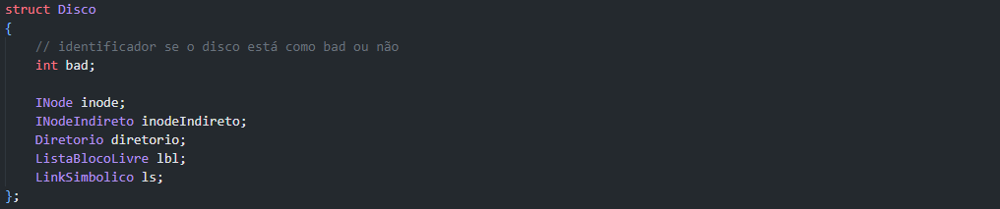 struct Disco
{
// identificador se o disco está como bad ou não
int bad;
INode inode;
INodeIndireto inodeIndireto;
Diretorio diretorio;
ListaBlocoLivre lbl;
LinkSimbolico ls;
};